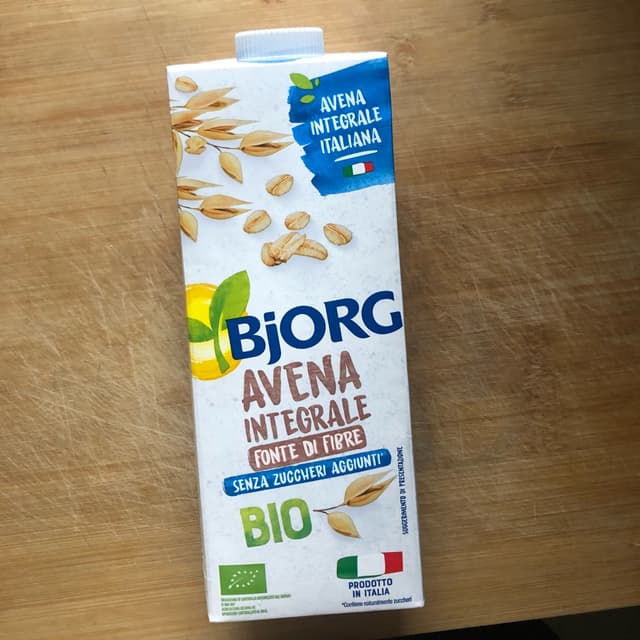 AVENA
INTEGRALE
ITALIANA
BJORG
AVENA
INTEGRALE
FONTE DI FIBRE
SENZA ZUCCHERI AGGIUNTI*
BIO
SUGGERIMENTO DI PRESENTAZIONE
PRODOTTO
IN ITALIA
*Contiene naturalmente zuccheri